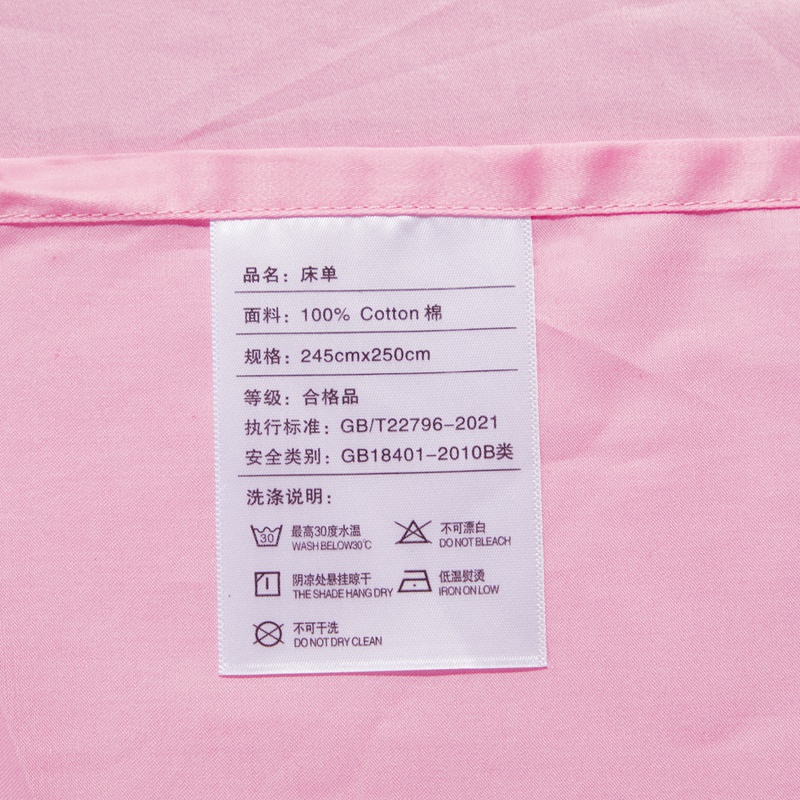 品名：床单
面料：100% Cotton 棉
规格：245cmx250cm
等级：合格品
执行标准：GB/T22796-2021
安全类别：GB18401-2010B类
洗涤说明：
30 最高30度水温 不可漂白
WASH BELOW30℃ DO NOT BLEACH
阴凉处悬挂晾干 低温熨烫
THE SHADE HANG DRY IRON ON LOW
不可干洗
DO NOT DRY CLEAN